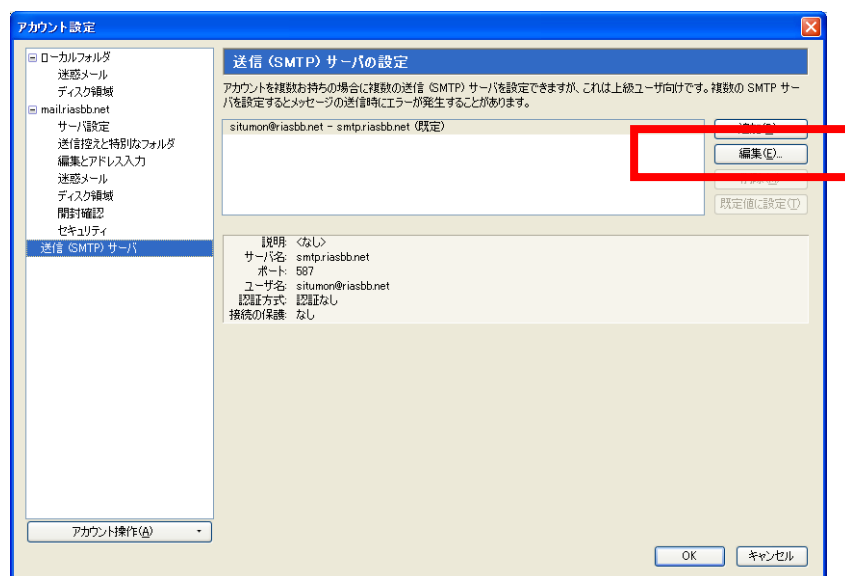 アカウント設定
ローカルフォルダ
迷惑メール
ディスク領域
mail.riasbb.net
サーバ設定
送信控えと特別なフォルダ
編集とアドレス入力
迷惑メール
ディスク領域
開封確認
セキュリティ
送信 (SMTP) サーバ
アカウント操作(A)
送信 (SMTP) サーバの設定
アカウントを複数お持ちの場合に複数の送信 (SMTP) サーバを設定できますが、これは上級ユーザ向けです。複数の SMTP サー
バを設定するとメッセージの送信時にエラーが発生することがあります。
situmon@riasbb.net - smtp.riasbb.net (既定)
編集(E)...
既定値に設定(T)
説明: <なし>
サーバ名: smtp.riasbb.net
ポート: 587
ユーザ名: situmon@riasbb.net
認証方式: 認証なし
接続の保護: なし
OK
キャンセル